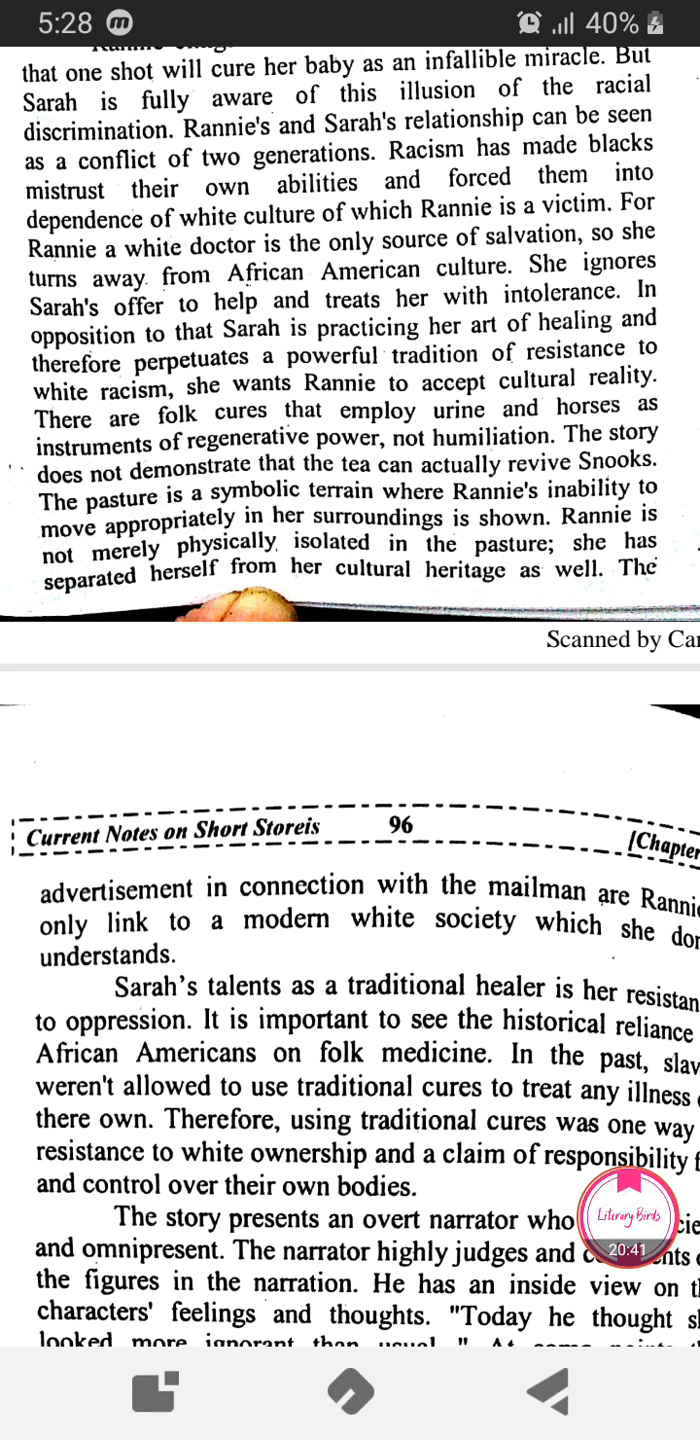 5:28 m 40%
that one shot will cure her baby as an infallible miracle. But
Sarah is fully aware of this illusion of the racial
discrimination. Rannie's and Sarah's relationship can be seen
as a conflict of two generations. Racism has made blacks
mistrust their own abilities and forced them into
dependence of white culture of which Rannie is a victim. For
Rannie a white doctor is the only source of salvation, so she
turns away from African American culture. She ignores
Sarah's offer to help and treats her with intolerance. In
opposition to that Sarah is practicing her art of healing and
therefore perpetuates a powerful tradition of resistance to
white racism, she wants Rannie to accept cultural reality.
There are folk cures that employ urine and horses as
instruments of regenerative power, not humiliation. The story
does not demonstrate that the tea can actually revive Snooks.
The pasture is a symbolic terrain where Rannie's inability to
move appropriately in her surroundings is shown. Rannie is
not merely physically isolated in the pasture; she has
separated herself from her cultural heritage as well. The
Scanned by Ca
Current Notes on Short Storeis 96 [Chapter
advertisement in connection with the mailman are Ranni
only link to a modern white society which she do
understands.
Sarah's talents as a traditional healer is her resistan
to oppression. It is important to see the historical reliance
African Americans on folk medicine. In the past, slav
weren't allowed to use traditional cures to treat any illness
there own. Therefore, using traditional cures was one way
resistance to white ownership and a claim of responsibility f
and control over their own bodies.
The story presents an overt narrator who cie
Literary Birds
and omnipresent. The narrator highly judges and c nts
20:41
the figures in the narration. He has an inside view on t
characters' feelings and thoughts. "Today he thought s
looked more ignorant than usual." At some points